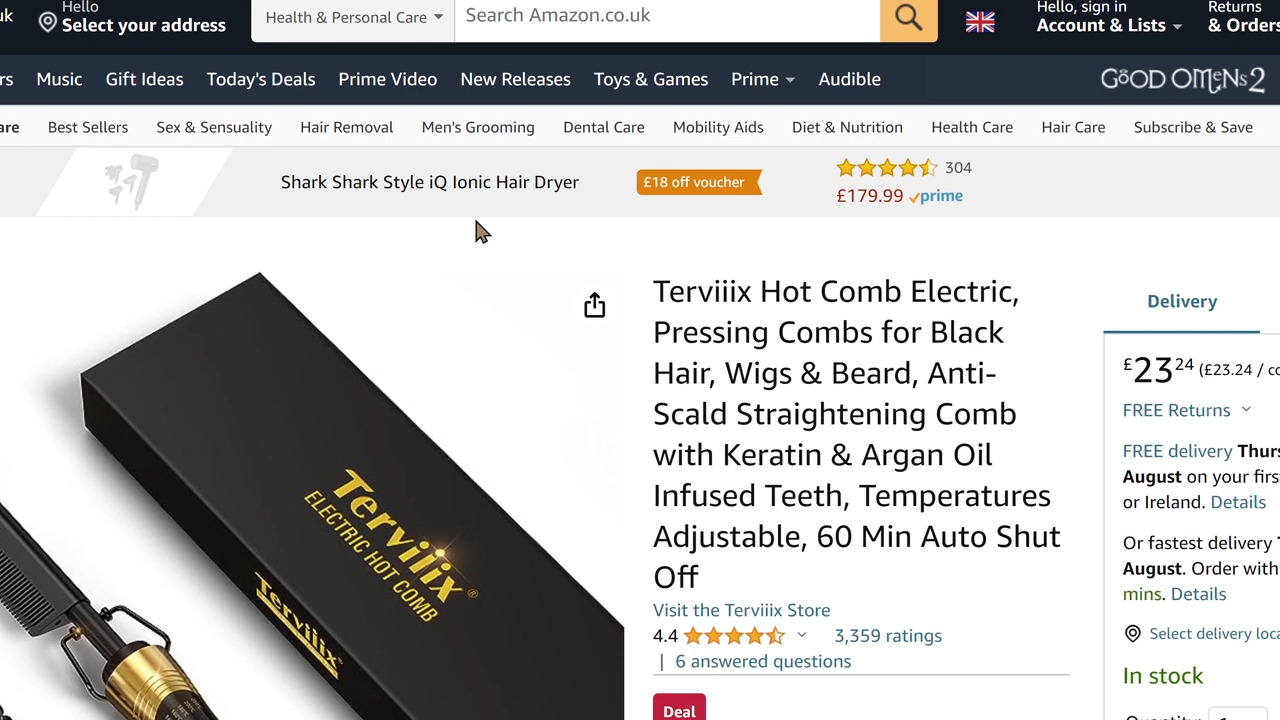 uk
Hello
Select your address
Health & Personal Care
Search Amazon.co.uk
Hello, sign in
Account & Lists
Returns
& Orders
rs Music Gift Ideas Today's Deals Prime Video New Releases Toys & Games Prime Audible
GOOD OMENS 2
are Best Sellers Sex & Sensuality Hair Removal Men's Grooming Dental Care Mobility Aids Diet & Nutrition Health Care Hair Care Subscribe & Save
Shark Shark Style iQ Ionic Hair Dryer
£18 off voucher
304
£179.99 prime
Terviiix Hot Comb Electric,
Pressing Combs for Black
Hair, Wigs & Beard, Anti-
Scald Straightening Comb
with Keratin & Argan Oil
Infused Teeth, Temperatures
Adjustable, 60 Min Auto Shut
Off
Visit the Terviiix Store
4.4
3,359 ratings
| 6 answered questions
Deal
Terviiix®
ELECTRIC HOT COMB
Terviiix
Delivery
£23 24 (£23.24 / co
FREE Returns
FREE delivery Thurs
August on your firs
or Ireland. Details
Or fastest delivery T
August. Order with
mins. Details
Select delivery loca
In stock